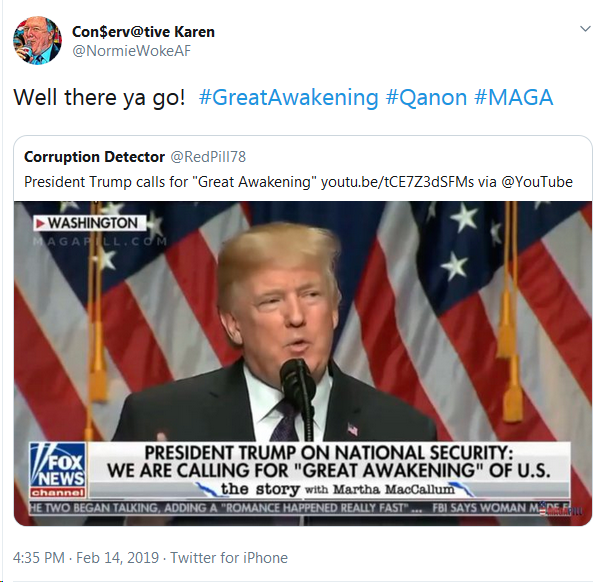 Con$erv@tive Karen
@NormieWokeAF
Well there ya go! #GreatAwakening #Qanon #MAGA
Corruption Detector @RedPill78
President Trump calls for "Great Awakening" youtu.be/tCE7Z3dSFMs via @YouTube
WASHINGTON
MAGAPILL.COM
PRESIDENT TRUMP ON NATIONAL SECURITY:
WE ARE CALLING FOR "GREAT AWAKENING" OF U.S.
FOX
NEWS
channel
the story with Martha MacCallum
HE TWO BEGAN TALKING, ADDING A "ROMANCE HAPPENED REALLY FAST"... FBI SAYS WOMAN
4:35 PM · Feb 14, 2019 · Twitter for iPhone